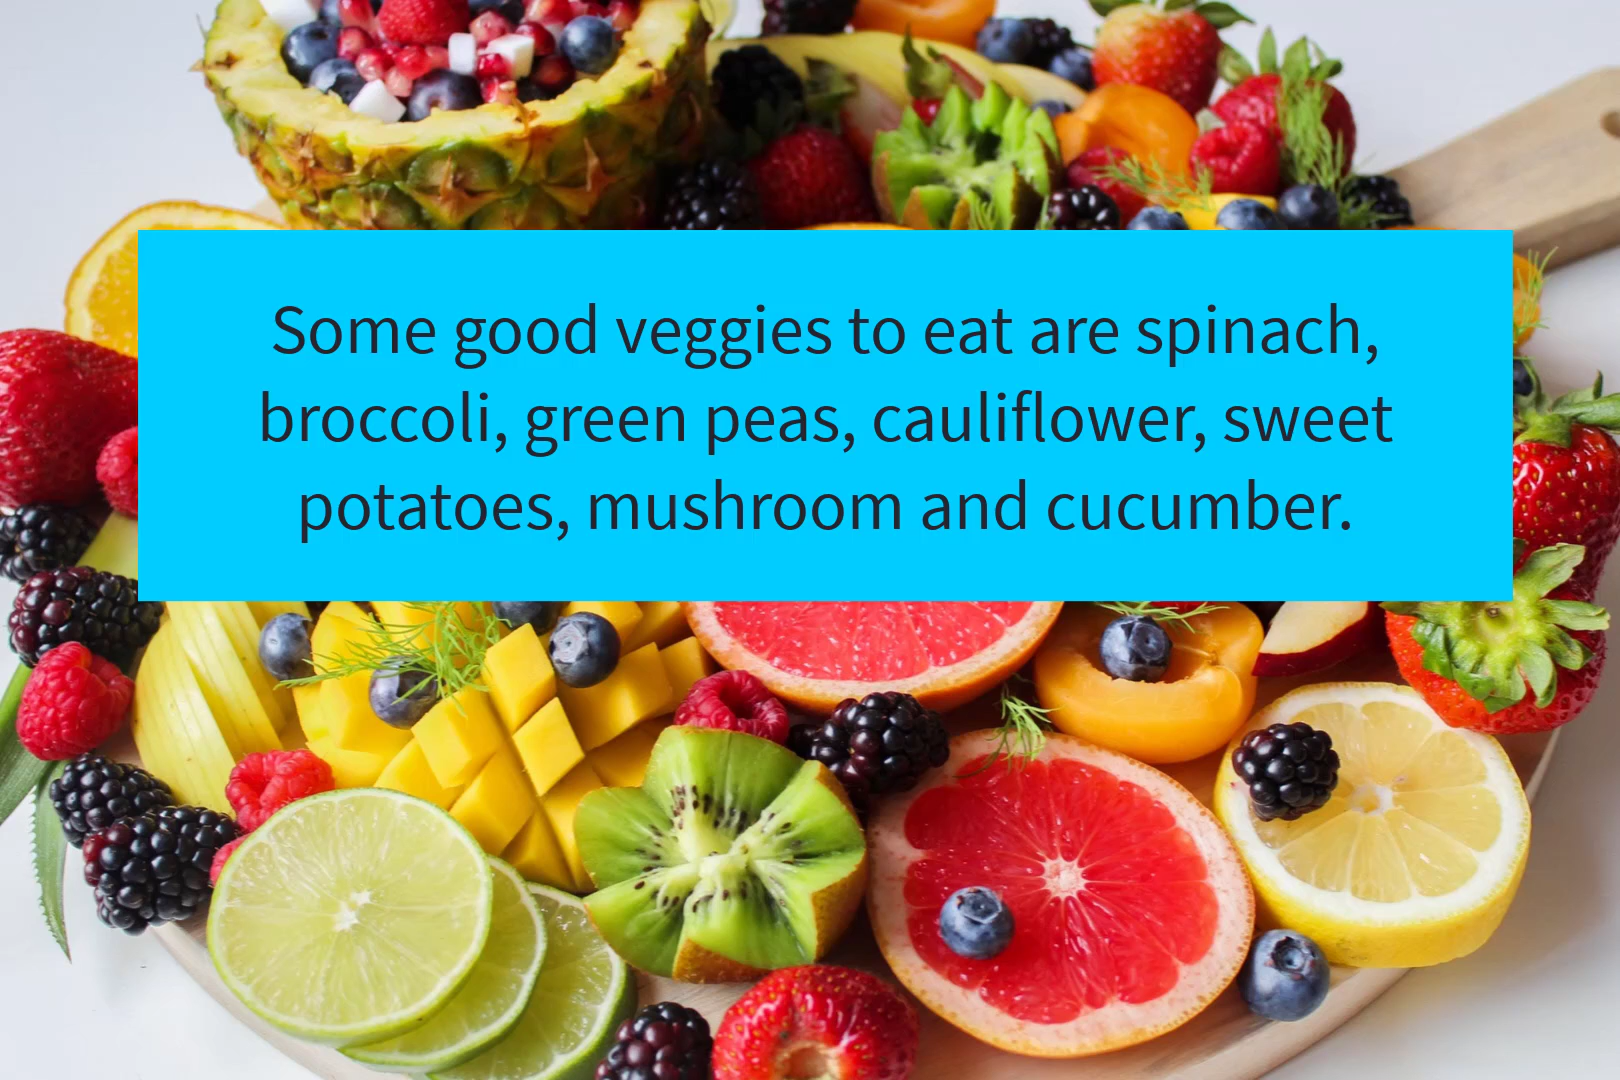 Some good veggies to eat are spinach,
broccoli, green peas, cauliflower, sweet
potatoes, mushroom and cucumber.